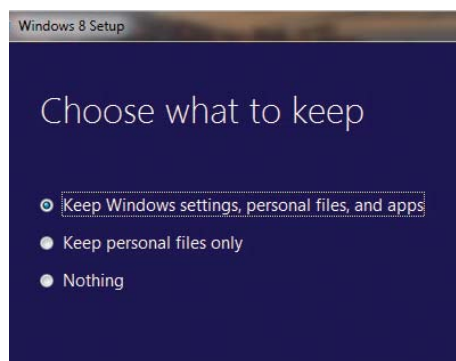 Windows 8 Setup
Choose what to keep
Keep Windows settings, personal files, and apps
Keep personal files only
Nothing